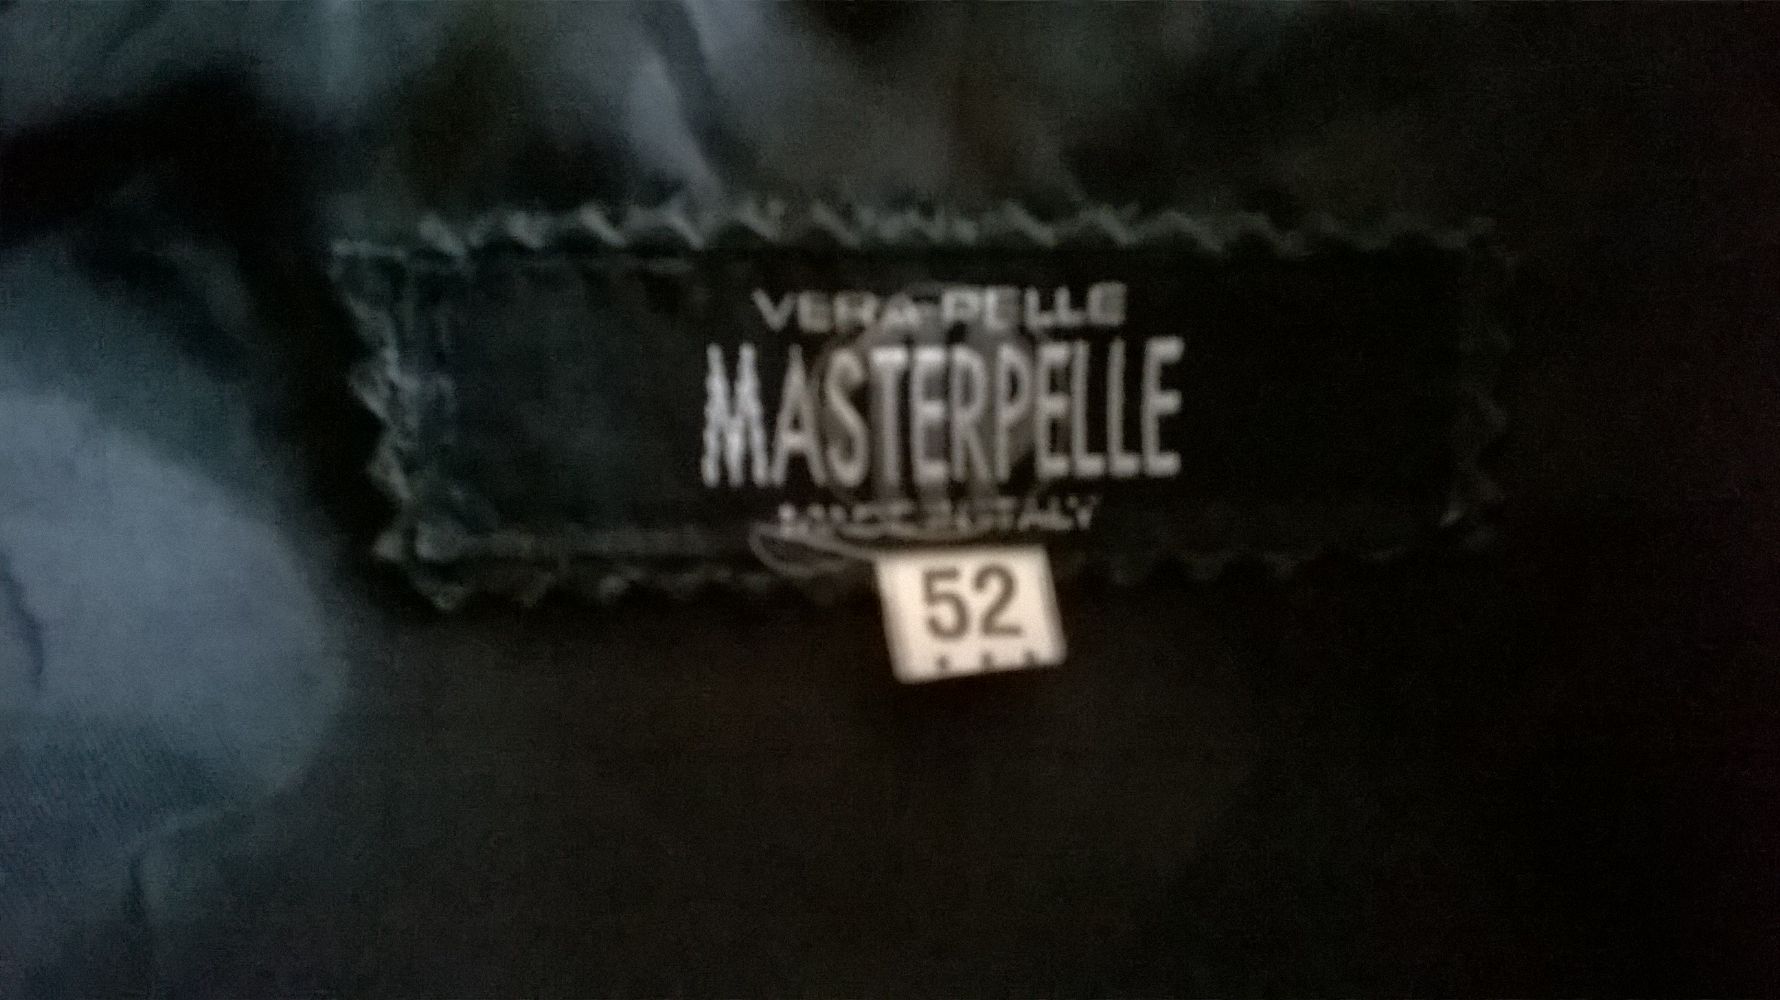 VERA PELLE
MASTERPELLE
MADE IN ITALY
52